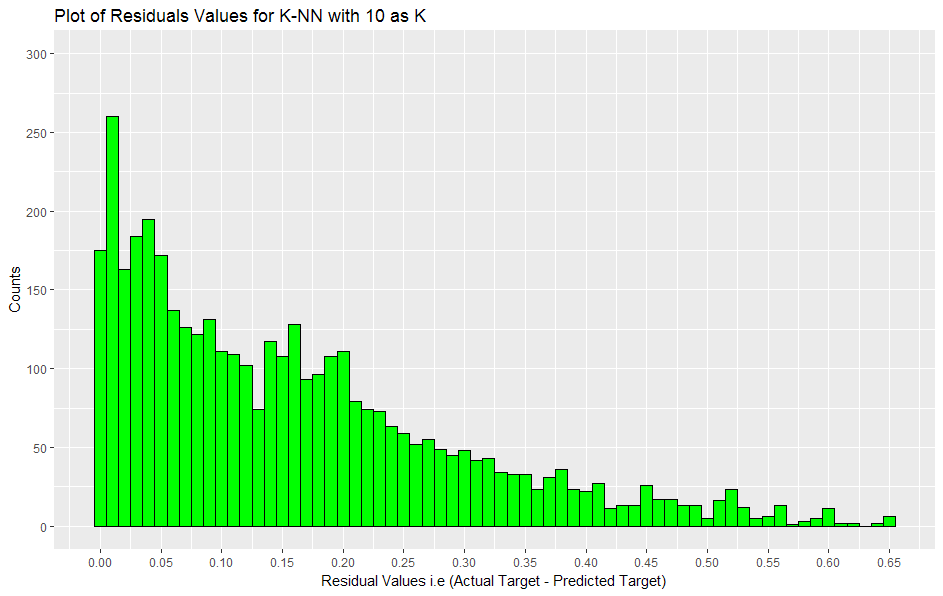 Plot of Residuals Values for K-NN with 10 as K
300
250
200
150
100
50
0
Counts
0.00 0.05 0.10 0.15 0.20 0.25 0.30 0.35 0.40 0.45 0.50 0.55 0.60 0.65
Residual Values i.e (Actual Target - Predicted Target)